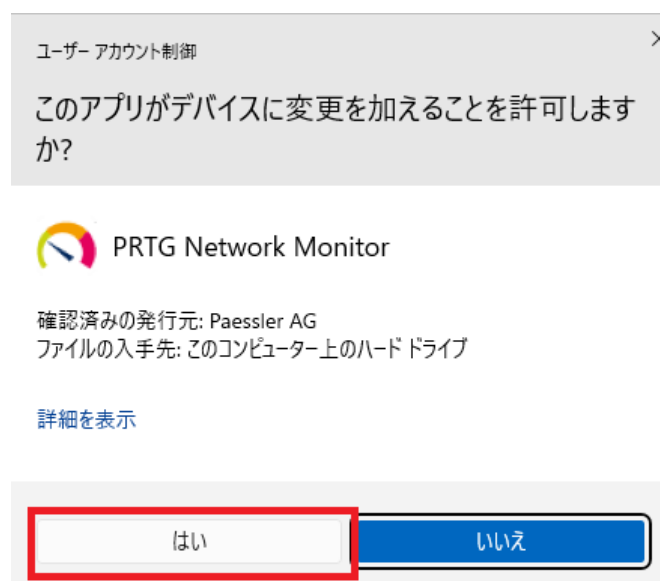 ユーザー アカウント制御
このアプリがデバイスに変更を加えることを許可します
か?
PRTG Network Monitor
確認済みの発行元: Paessler AG
ファイルの入手先: このコンピューター上のハード ドライブ
詳細を表示
はい
いいえ